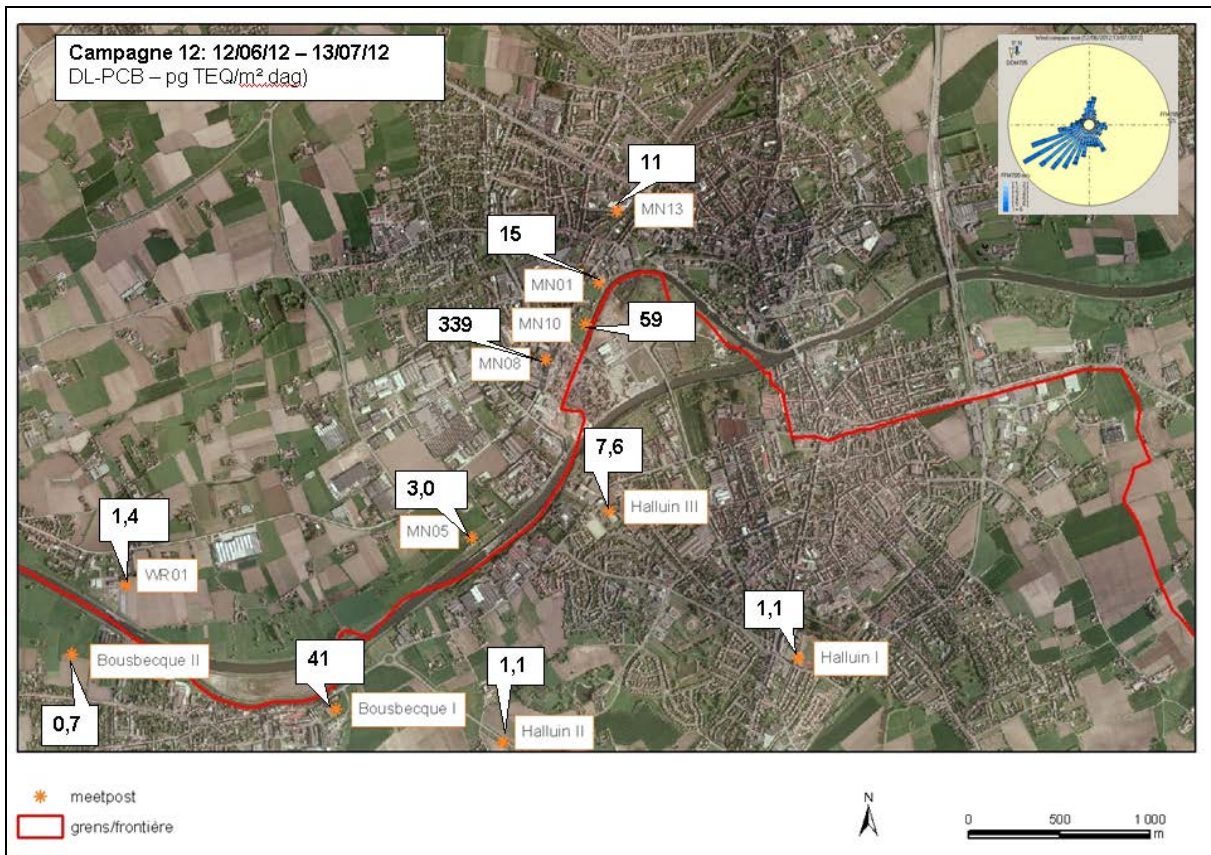 Campagne 12: 12/06/12 – 13/07/12
DL-PCB – pg TEQ/m² dag)
11
MN13
15
MN01
MN10
59
339
MN08
7,6
Halluin III
3,0
MN05
1,4
WR01
1,1
Halluin I
Bousbecque II
0,7
41
Bousbecque I
1,1
Halluin II
meetpost
grens/frontière
N
0 500 1 000
m